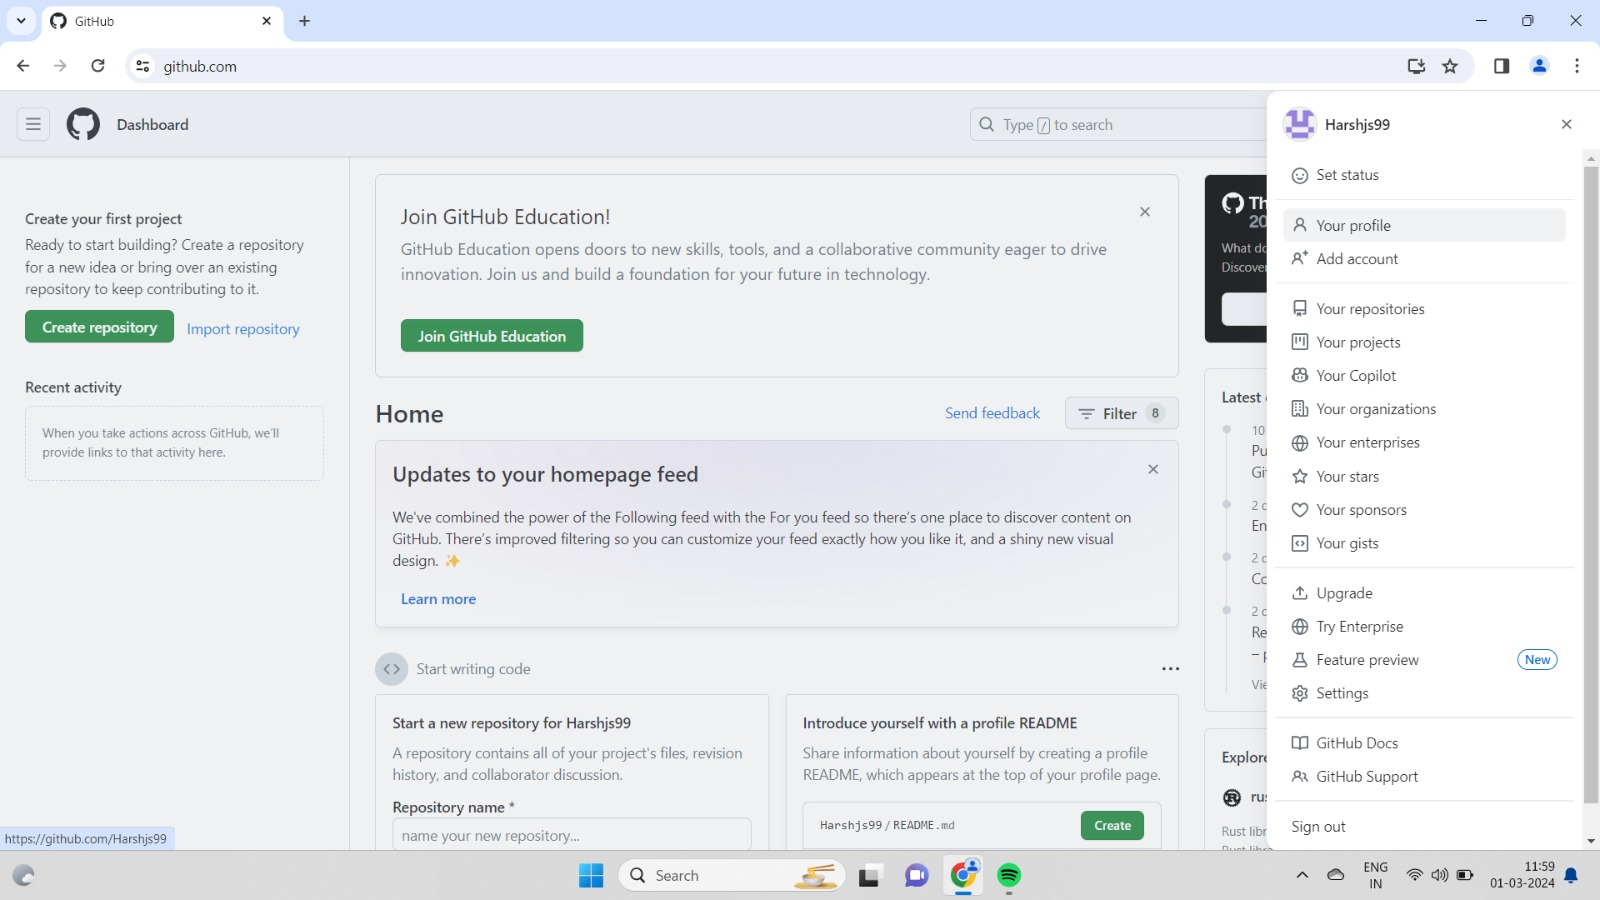 GitHub
github.com
Dashboard
Type / to search
Harshjs99
Set status
Your profile
Add account
Your repositories
Your projects
Your Copilot
Your organizations
Your enterprises
Your stars
Your sponsors
Your gists
Upgrade
Try Enterprise
Feature preview
New
Settings
GitHub Docs
GitHub Support
Sign out
Create your first project
Ready to start building? Create a repository
for a new idea or bring over an existing
repository to keep contributing to it.
Create repository
Import repository
Recent activity
When you take actions across GitHub, we'll
provide links to that activity here.
Join GitHub Education!
GitHub Education opens doors to new skills, tools, and a collaborative community eager to drive
innovation. Join us and build a foundation for your future in technology.
Join GitHub Education
Home
Send feedback
Filter 8
Updates to your homepage feed
We've combined the power of the Following feed with the For you feed so there's one place to discover content on
GitHub. There's improved filtering so you can customize your feed exactly how you like it, and a shiny new visual
design. ✨
Learn more
Start writing code
Start a new repository for Harshjs99
A repository contains all of your project's files, revision
history, and collaborator discussion.
Repository name *
name your new repository...
Introduce yourself with a profile README
Share information about yourself by creating a profile
README, which appears at the top of your profile page.
Harshjs99 / README.md
Create
What
Latest
10
2
2
2
Rust
https://github.com/Harshjs99
Search
ENG
IN
11:59
01-03-2024